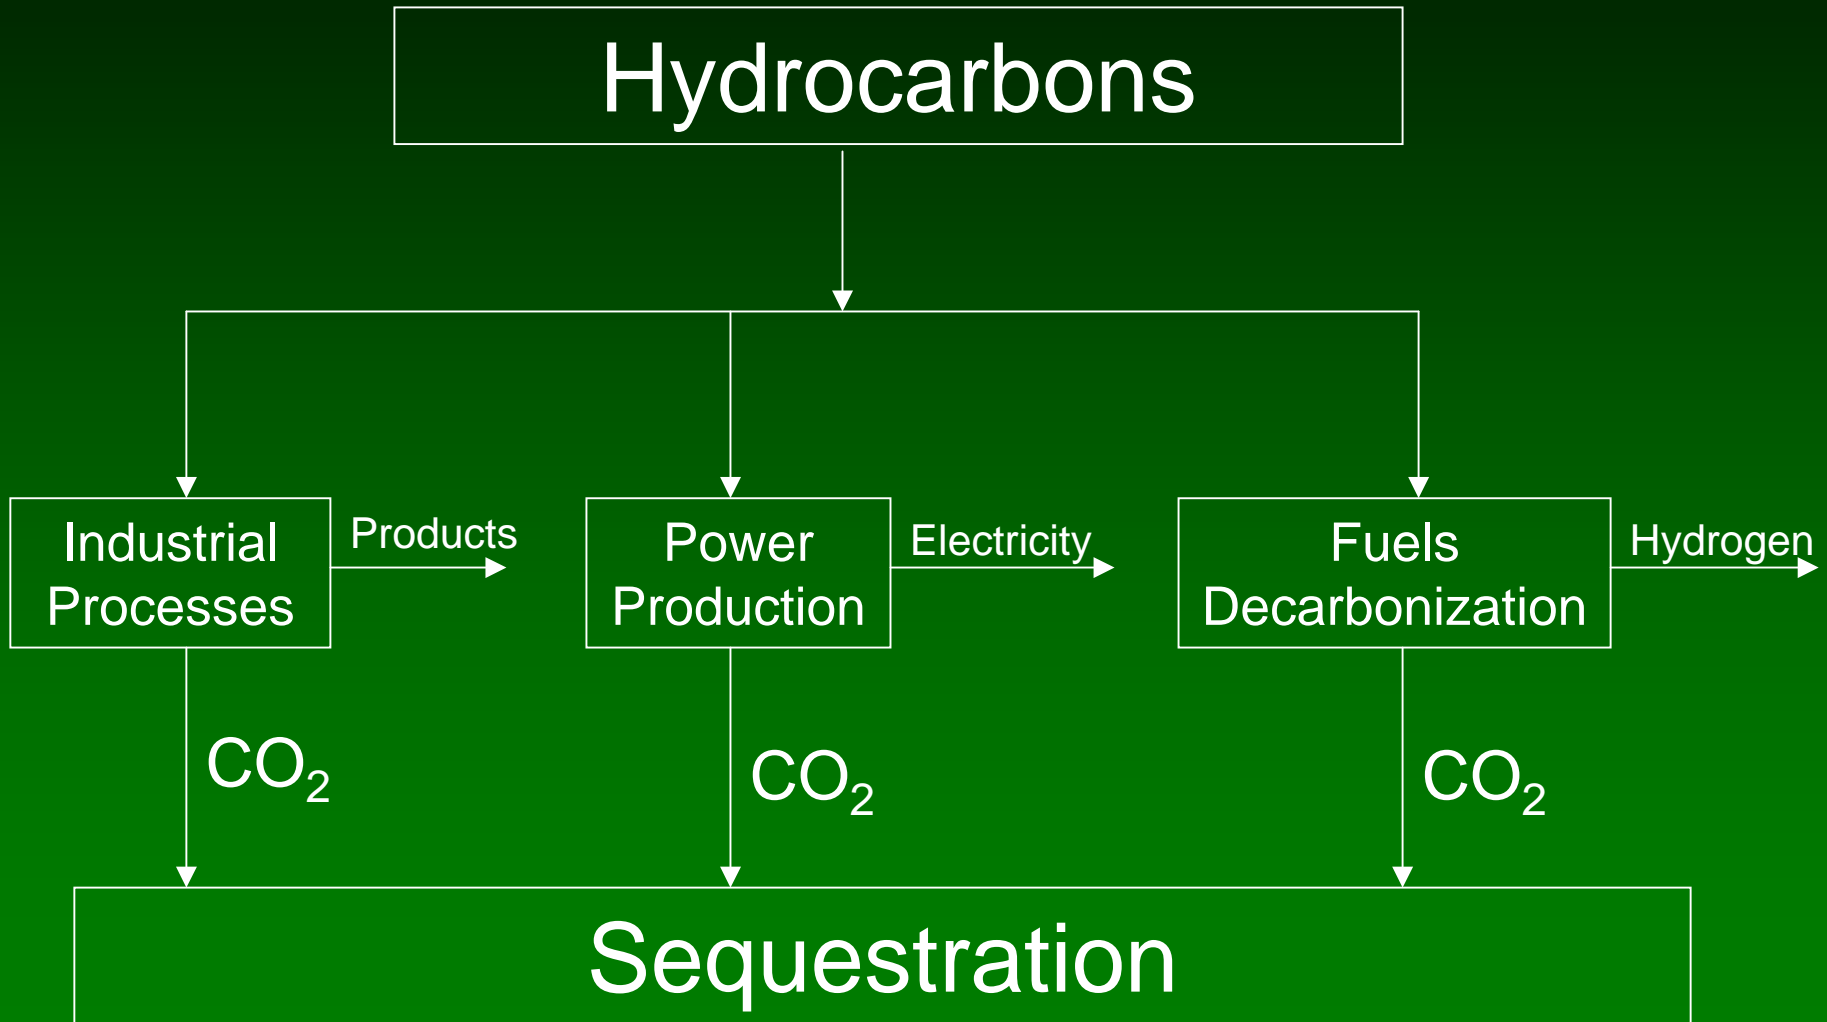 Hydrocarbons
Industrial
Processes
Products
Power
Production
Electricity
Fuels
Decarbonization
Hydrogen
CO₂
CO₂
CO₂
Sequestration